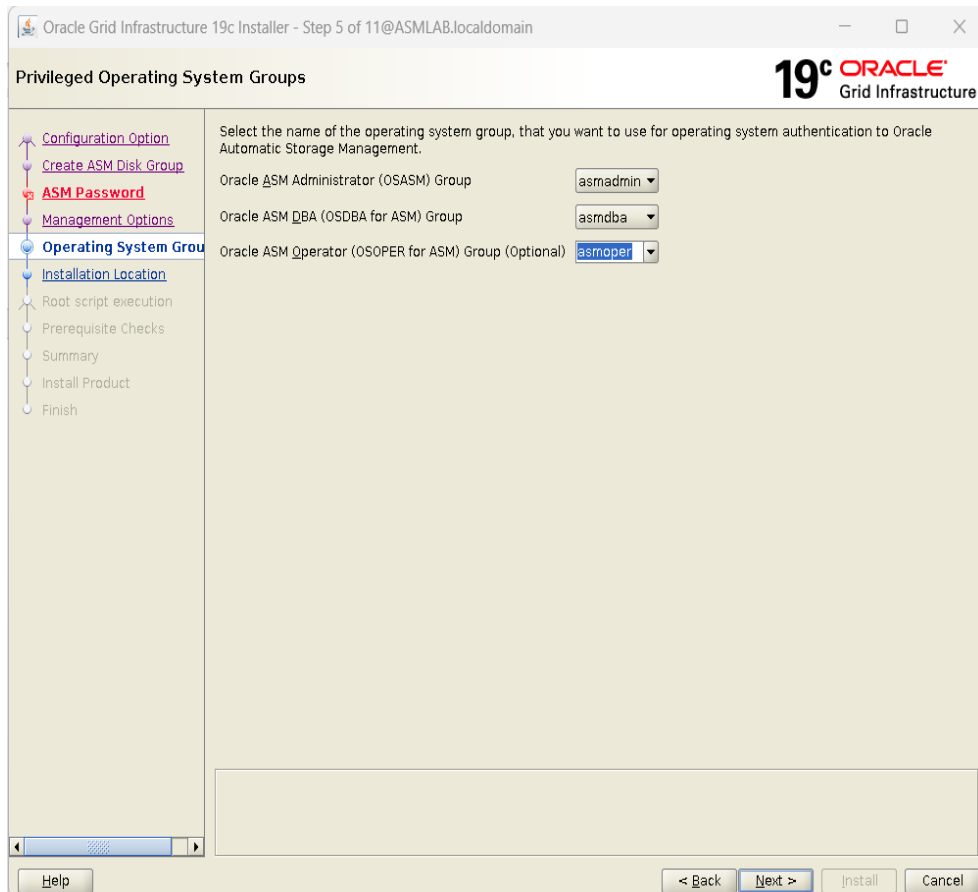 Oracle Grid Infrastructure 19c Installer - Step 5 of 11@ASMLAB.localdomain
Privileged Operating System Groups
19c ORACLE
Grid Infrastructure
Configuration Option
Create ASM Disk Group
ASM Password
Management Options
Operating System Grou
Installation Location
Root script execution
Prerequisite Checks
Summary
Install Product
Finish
Select the name of the operating system group, that you want to use for operating system authentication to Oracle
Automatic Storage Management.
Oracle ASM Administrator (OSASM) Group asmadmin
Oracle ASM DBA (OSDBA for ASM) Group asmdba
Oracle ASM Operator (OSOPER for ASM) Group (Optional) asmoper
Help < Back Next > Install Cancel